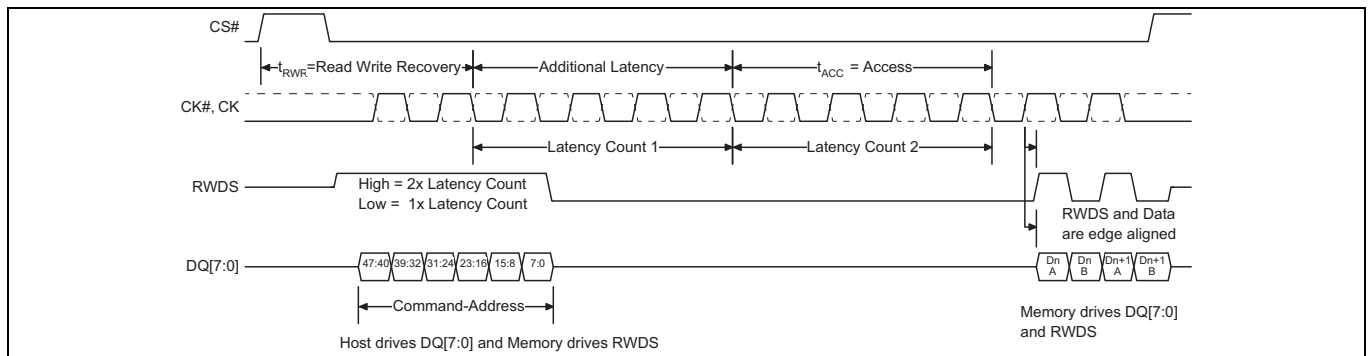 CS#
t_RWR=Read Write Recovery
Additional Latency
t_ACC = Access
CK#, CK
Latency Count 1
Latency Count 2
RWDS
High = 2x Latency Count
Low = 1x Latency Count
RWDS and Data
are edge aligned
DQ[7:0]
47:40 39:32 31:24 23:16 15:8 7:0
Dn A
Dn B
Dn+1 A
Dn+1 B
Command-Address
Memory drives DQ[7:0]
and RWDS
Host drives DQ[7:0] and Memory drives RWDS